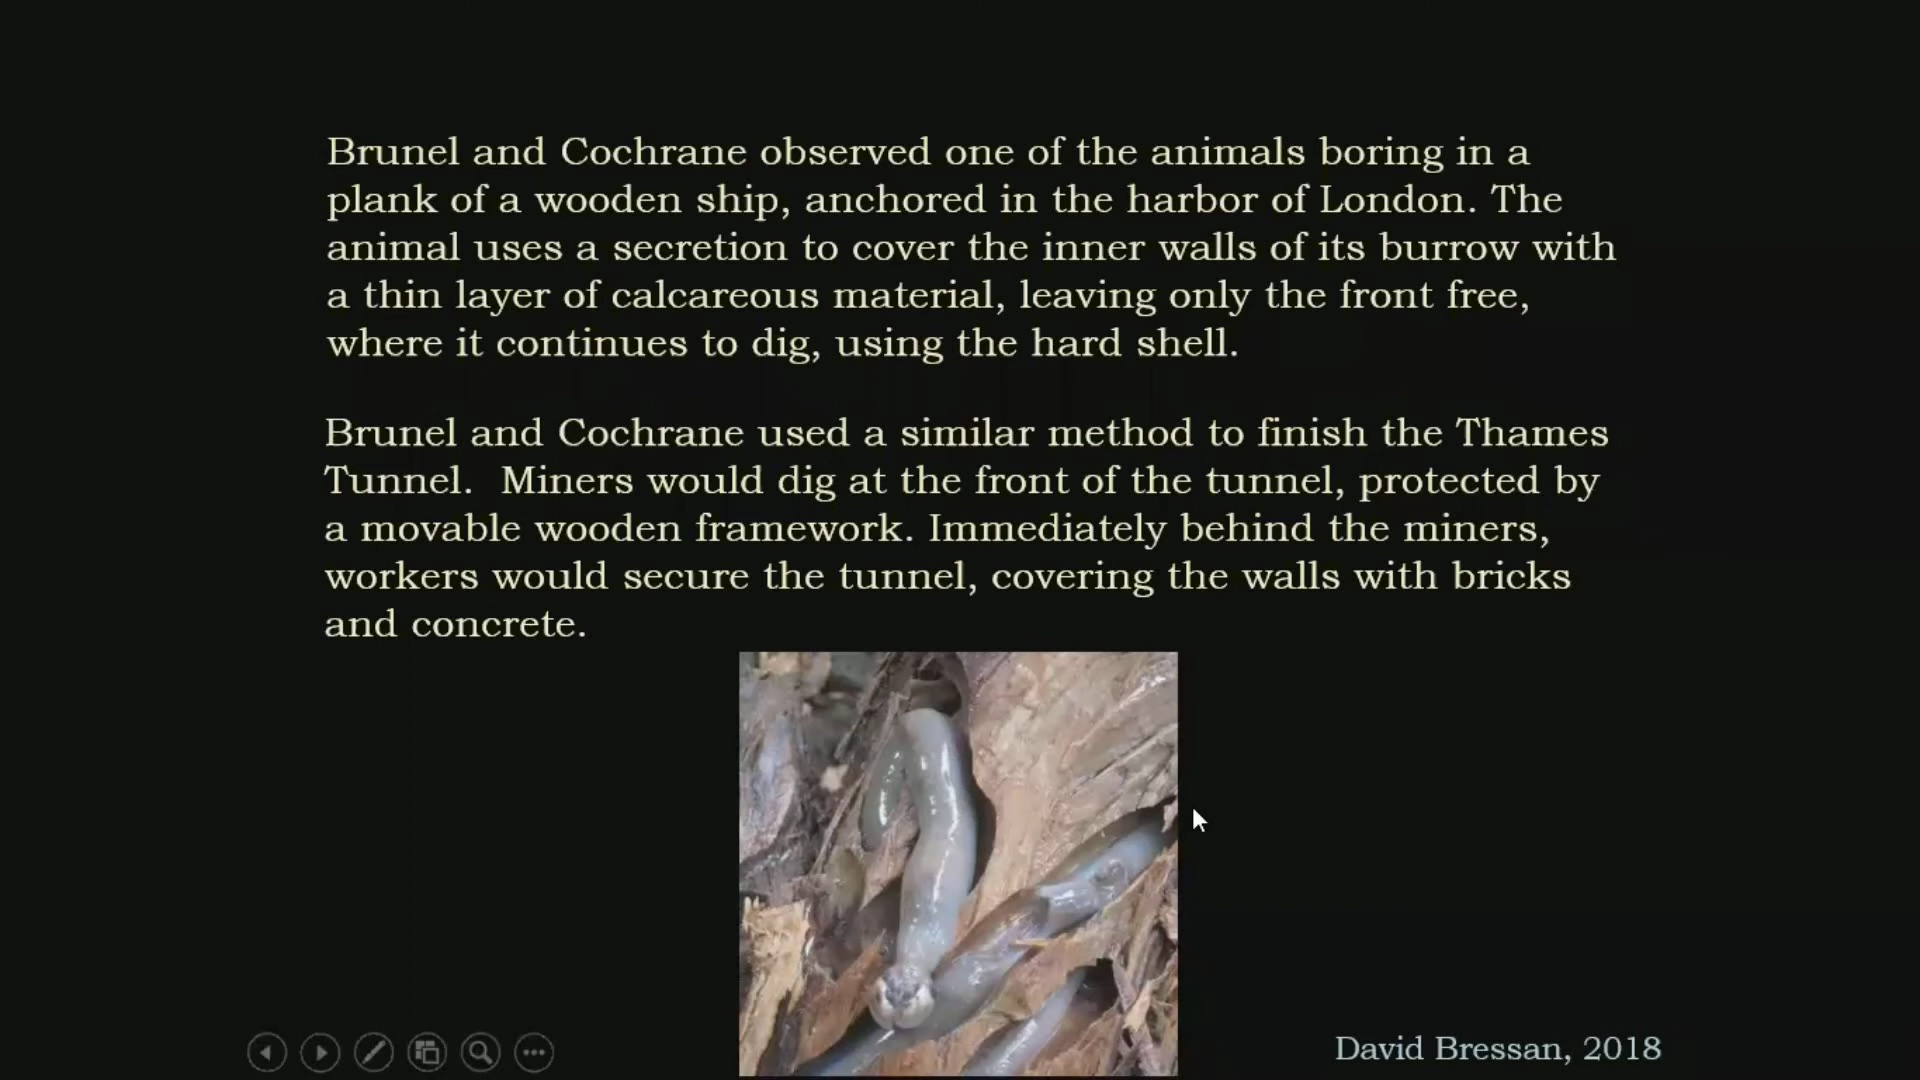 Brunel and Cochrane observed one of the animals boring in a
plank of a wooden ship, anchored in the harbor of London. The
animal uses a secretion to cover the inner walls of its burrow with
a thin layer of calcareous material, leaving only the front free,
where it continues to dig, using the hard shell.
Brunel and Cochrane used a similar method to finish the Thames
Tunnel.  Miners would dig at the front of the tunnel, protected by
a movable wooden framework. Immediately behind the miners,
workers would secure the tunnel, covering the walls with bricks
and concrete.
David Bressan, 2018